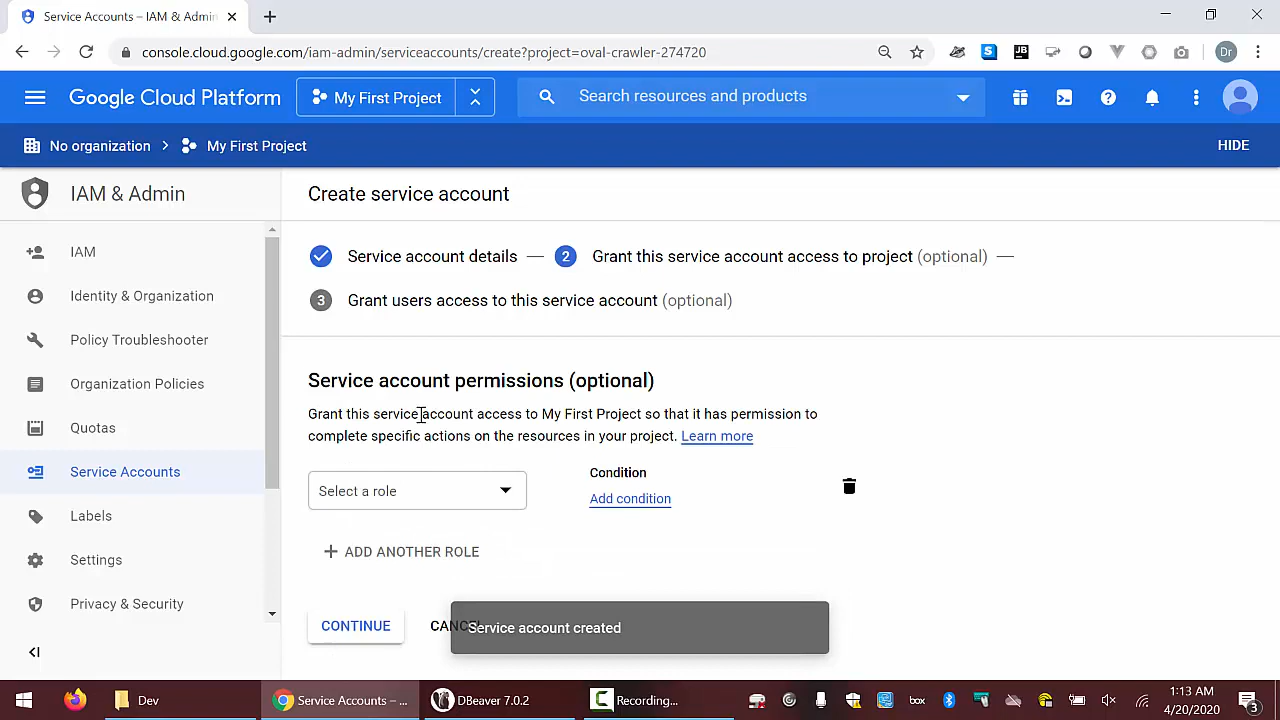 Service Accounts – IAM & Admin
console.cloud.google.com/iam-admin/serviceaccounts/create?project=oval-crawler-274720
Dr
Google Cloud Platform
My First Project
Search resources and products
No organization
My First Project
HIDE
IAM & Admin
Create service account
IAM
Identity & Organization
Policy Troubleshooter
Organization Policies
Quotas
Service Accounts
Labels
Settings
Privacy & Security
Service account details — 2 Grant this service account access to project (optional) —
3 Grant users access to this service account (optional)
Service account permissions (optional)
Grant this service account access to My First Project so that it has permission to
complete specific actions on the resources in your project. Learn more
Select a role
Condition
Add condition
ADD ANOTHER ROLE
CONTINUE
Service account created
Dev
Service Accounts – ...
DBeaver 7.0.2
Recording...
box
1:13 AM
4/20/2020
3